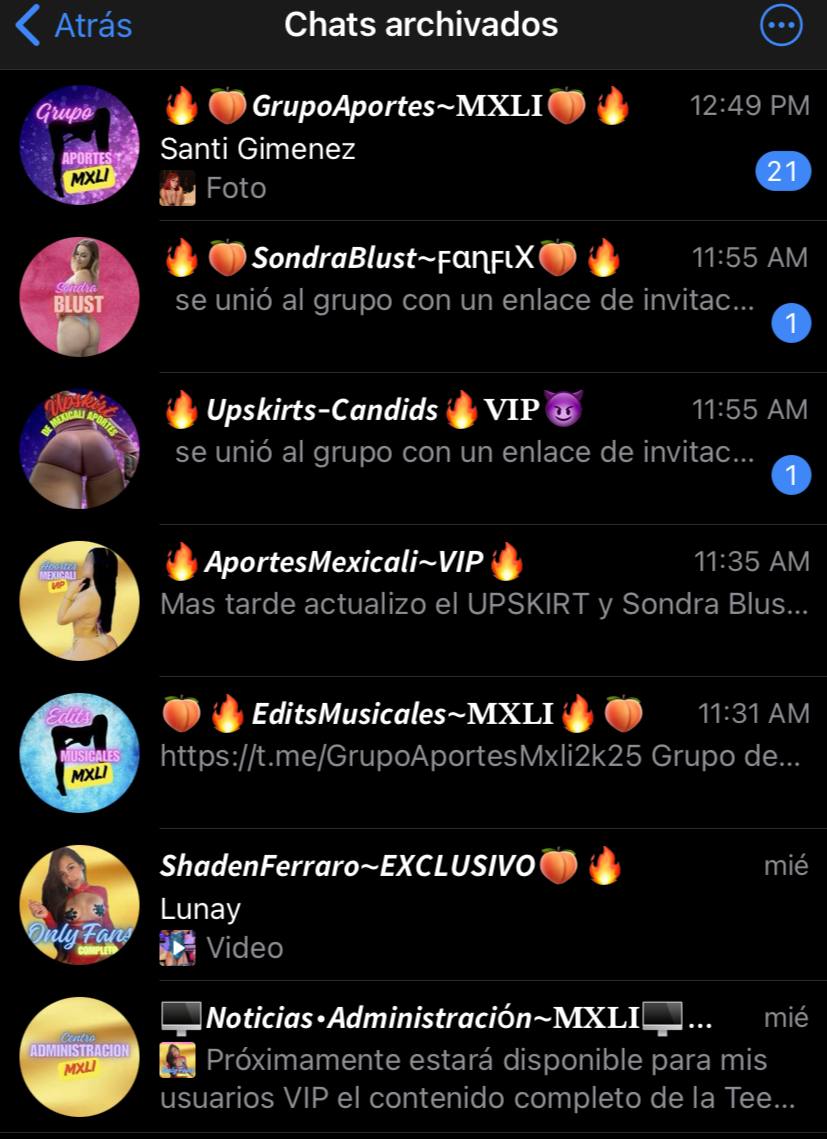 Atrás
Chats archivados
🔥🍑GrupoAportes~MXLI🍑🔥 12:49 PM
Grupo
APORTES
MXLI
Santi Gimenez
Foto
21
🔥🍑SondraBlust~ϝαɳϝιX🍑🔥 11:55 AM
Sondra
BLUST
se unió al grupo con un enlace de invitac...
1
🔥Upskirts-Candids🔥VIP😈 11:55 AM
Upskirt
DE MEXICALI APORTES
se unió al grupo con un enlace de invitac...
1
🔥AportesMexicali~VIP🔥 11:35 AM
Aportes
MEXICALI
VIP
Mas tarde actualizo el UPSKIRT y Sondra Blus...
🍑🔥EditsMusicales~MXLI🔥🍑 11:31 AM
Edits
MUSICALES
MXLI
https://t.me/GrupoAportesMxli2k25 Grupo de...
ShadenFerraro~EXCLUSIVO🍑🔥 mié
Only Fans
COMPLETO
Lunay
Video
🖥️Noticias•Administración~MXLI🖥️... mié
Centro
ADMINISTRACION
MXLI
Próximamente estará disponible para mis
usuarios VIP el contenido completo de la Tee...